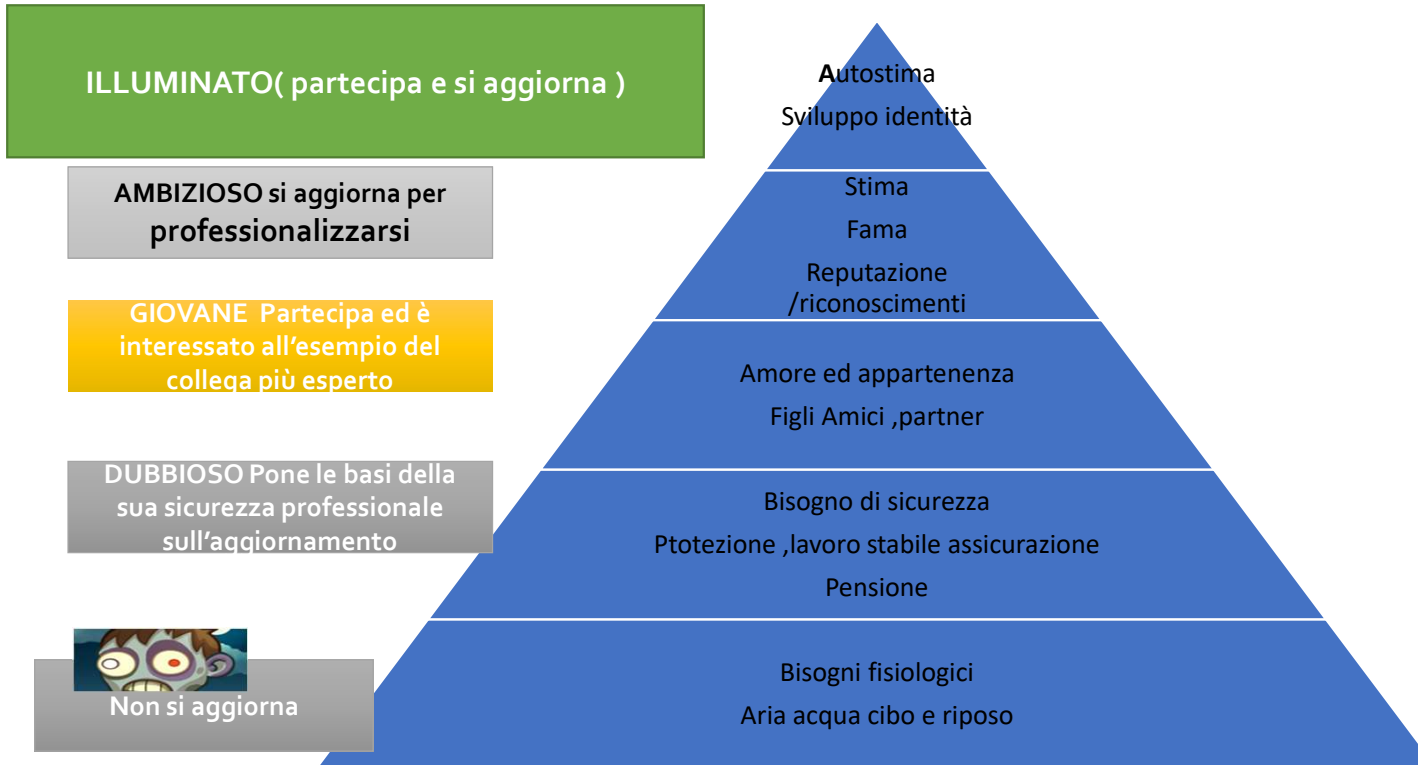 ILLUMINATO( partecipa e si aggiorna )
AMBIZIOSO si aggiorna per
professionalizzarsi
GIOVANE Partecipa ed è
interessato all'esempio del
collega più esperto
DUBBIOSO Pone le basi della
sua sicurezza professionale
sull'aggiornamento
Non si aggiorna
Autostima
Sviluppo identità
Stima
Fama
Reputazione
/riconoscimenti
Amore ed appartenenza
Figli Amici ,partner
Bisogno di sicurezza
Ptotezione ,lavoro stabile assicurazione
Pensione
Bisogni fisiologici
Aria acqua cibo e riposo